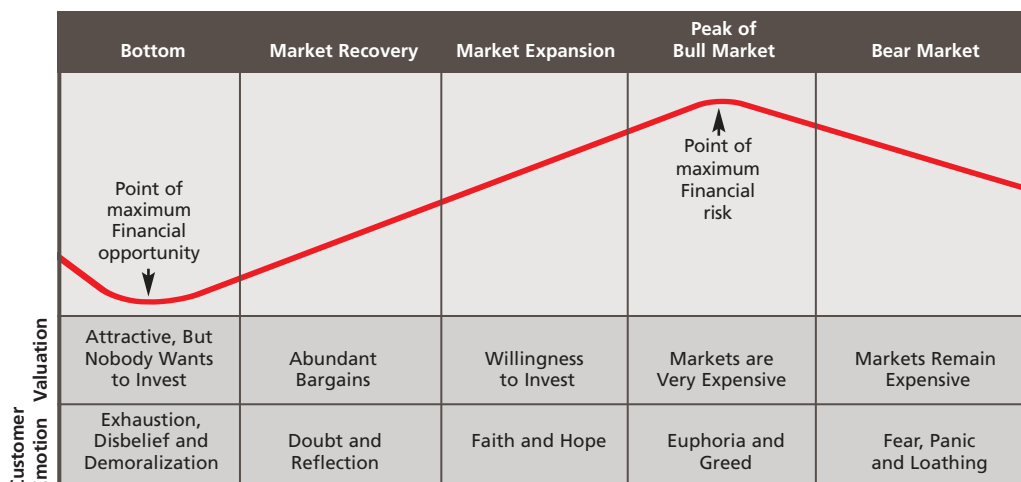 Bottom
Market Recovery
Market Expansion
Peak of
Bull Market
Bear Market
Point of
maximum
Financial
opportunity
Point of
maximum
Financial
risk
Valuation
Attractive, But
Nobody Wants
to Invest
Abundant
Bargains
Willingness
to Invest
Markets are
Very Expensive
Markets Remain
Expensive
Customer
Emotion
Exhaustion,
Disbelief and
Demoralization
Doubt and
Reflection
Faith and Hope
Euphoria and
Greed
Fear, Panic
and Loathing